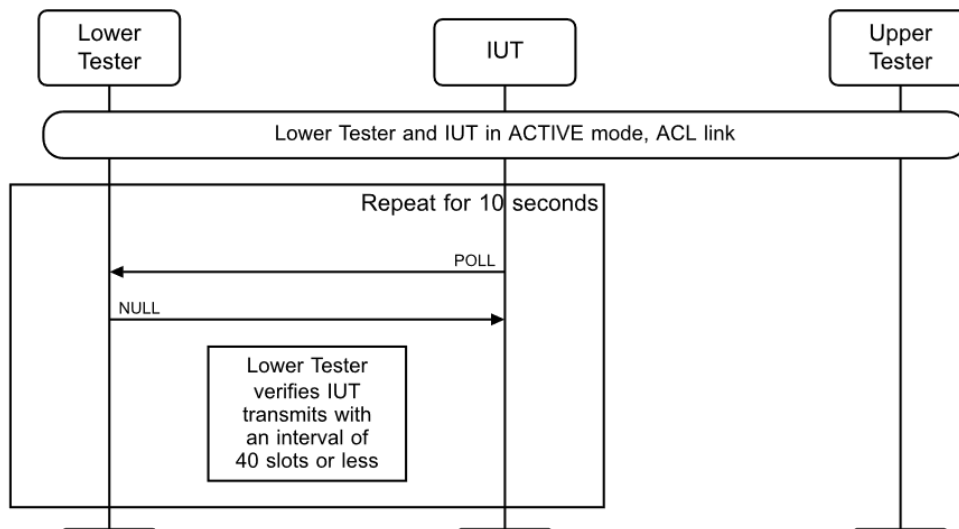 Lower
Tester
IUT
Upper
Tester
Lower Tester and IUT in ACTIVE mode, ACL link
Repeat for 10 seconds
POLL
NULL
Lower Tester
verifies IUT
transmits with
an interval of
40 slots or less